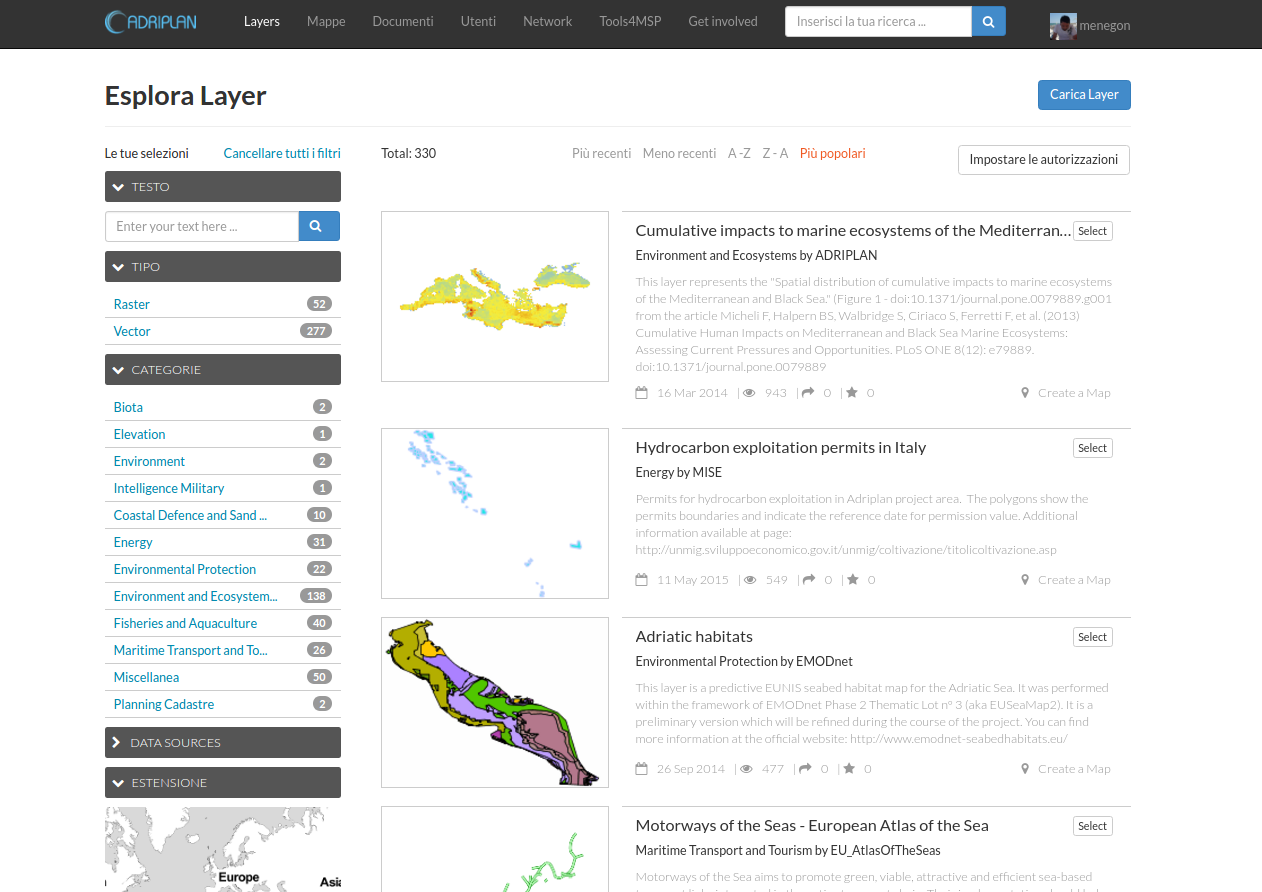 ADRIPLAN
Layers Mappe Documenti Utenti Network Tools4MSP Get involved Inserisci la tua ricerca ... menegon
Esplora Layer
Carica Layer
Le tue selezioni Cancellare tutti i filtri
Total: 330 Più recenti Meno recenti A -Z Z - A Più popolari
Impostare le autorizzazioni
TESTO
Enter your text here ...
TIPO
Raster 52
Vector 277
CATEGORIE
Biota 2
Elevation 1
Environment 2
Intelligence Military 1
Coastal Defence and Sand ... 10
Energy 31
Environmental Protection 22
Environment and Ecosystem... 138
Fisheries and Aquaculture 40
Maritime Transport and To... 26
Miscellanea 50
Planning Cadastre 2
DATA SOURCES
ESTENSIONE
Europe
Asia
Cumulative impacts to marine ecosystems of the Mediterran... Select
Environment and Ecosystems by ADRIPLAN
This layer represents the "Spatial distribution of cumulative impacts to marine ecosystems
of the Mediterranean and Black Sea." (Figure 1 - doi:10.1371/journal.pone.0079889.g001
from the article Micheli F, Halpern BS, Walbridge S, Ciriaco S, Ferretti F, et al. (2013)
Cumulative Human Impacts on Mediterranean and Black Sea Marine Ecosystems:
Assessing Current Pressures and Opportunities. PLoS ONE 8(12): e79889.
doi:10.1371/journal.pone.0079889
16 Mar 2014 | 943 | 0 | 0 Create a Map
Hydrocarbon exploitation permits in Italy Select
Energy by MISE
Permits for hydrocarbon exploitation in Adriplan project area. The polygons show the
permits boundaries and indicate the reference date for permission value. Additional
information available at page:
http://unmig.sviluppoeconomico.gov.it/unmig/coltivazione/titolicoltivazione.asp
11 May 2015 | 549 | 0 | 0 Create a Map
Adriatic habitats Select
Environmental Protection by EMODnet
This layer is a predictive EUNIS seabed habitat map for the Adriatic Sea. It was performed
within the framework of EMODnet Phase 2 Thematic Lot n° 3 (aka EUSeaMap2). It is a
preliminary version which will be refined during the course of the project. You can find
more information at the official website: http://www.emodnet-seabedhabitats.eu/
26 Sep 2014 | 477 | 0 | 0 Create a Map
Motorways of the Seas - European Atlas of the Sea Select
Maritime Transport and Tourism by EU_AtlasOfTheSeas
Motorways of the Sea aims to promote green, viable, attractive and efficient sea-based